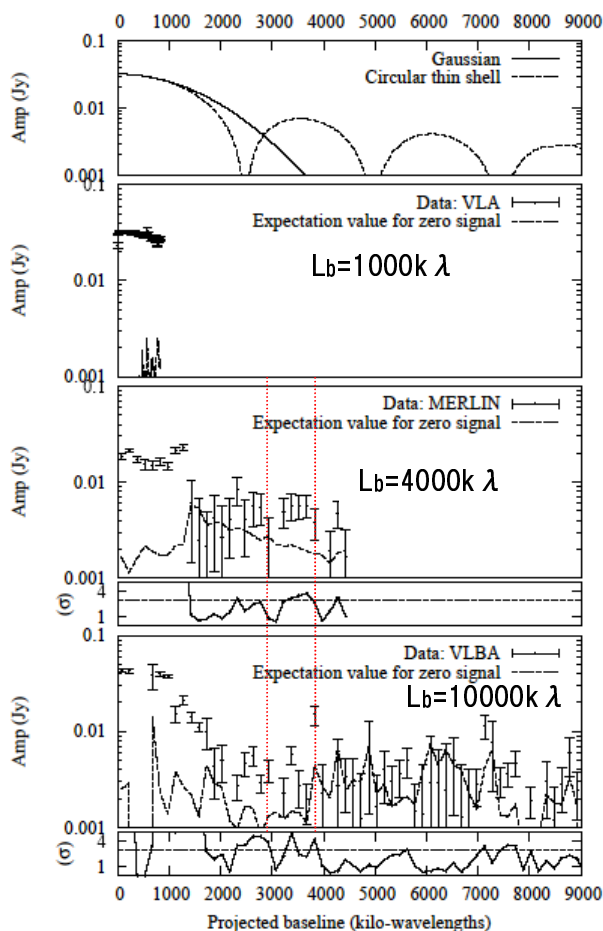 0 1000 2000 3000 4000 5000 6000 7000 8000 9000
0.1
Gaussian
Circular thin shell
Amp (Jy)
0.01
0.001
0.1
Data: VLA
Expectation value for zero signal
Lb=1000k λ
Amp (Jy)
0.01
0.001
0.1
Data: MERLIN
Expectation value for zero signal
Lb=4000k λ
Amp (Jy)
0.01
0.001
(σ)
4
1
0.1
Data: VLBA
Expectation value for zero signal
Lb=10000k λ
Amp (Jy)
0.01
0.001
(σ)
4
1
0 1000 2000 3000 4000 5000 6000 7000 8000 9000
Projected baseline (kilo-wavelengths)